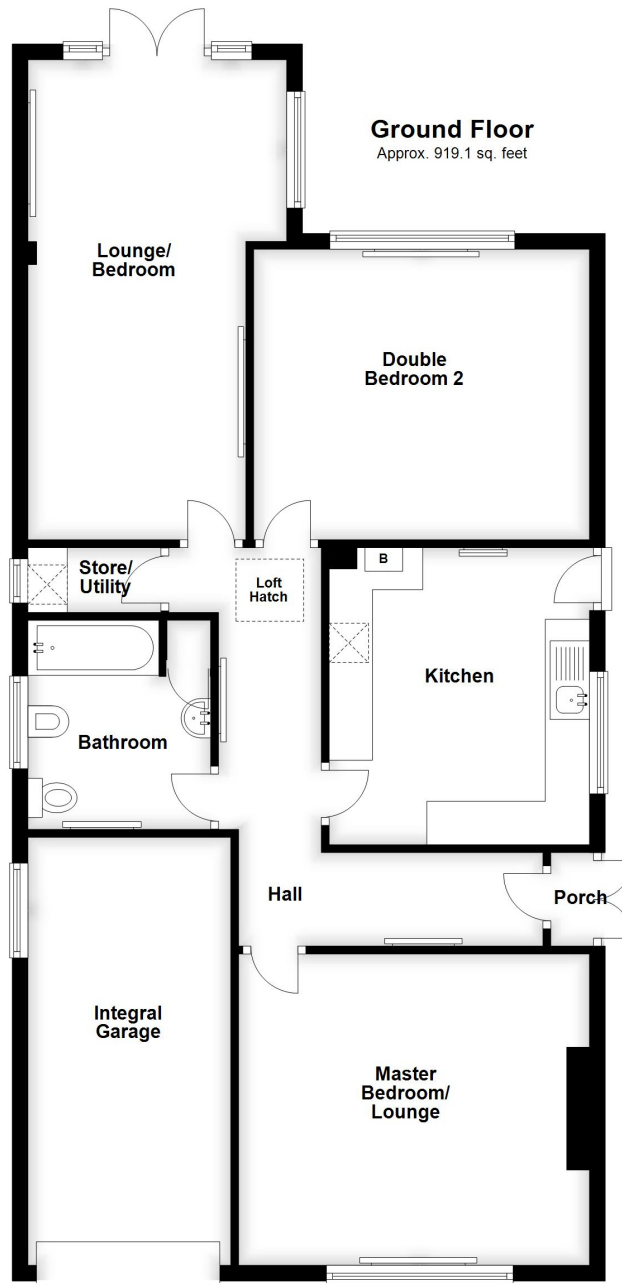 Ground Floor
Approx. 919.1 sq. feet
Lounge/
Bedroom
Double
Bedroom 2
Store/
Utility
Loft
Hatch
B
Kitchen
Bathroom
Hall
Porch
Integral
Garage
Master
Bedroom/
Lounge